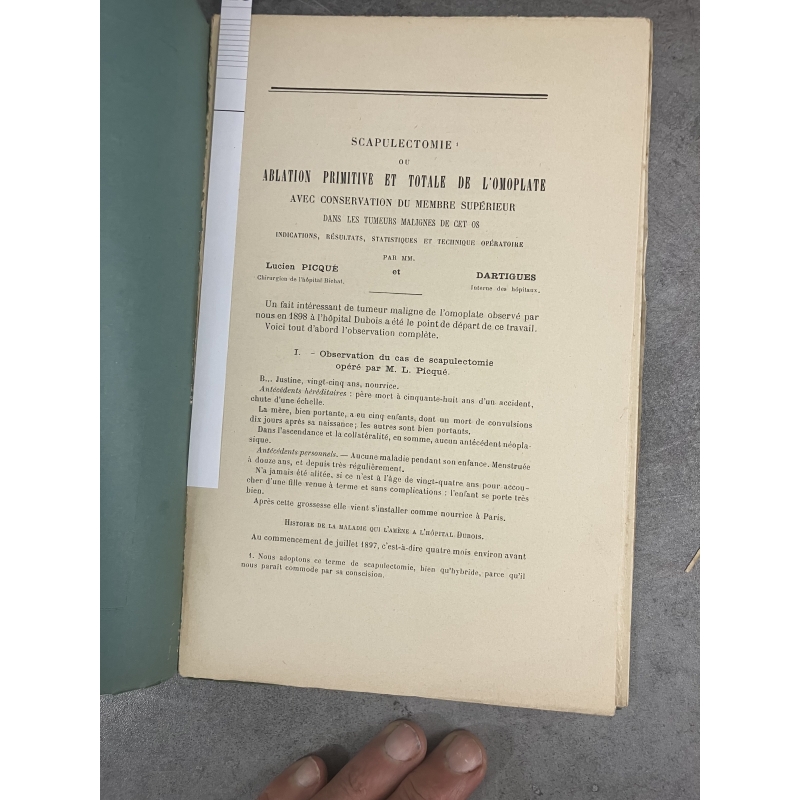 SCAPULECTOMIE ¹
OU
ABLATION PRIMITIVE ET TOTALE DE L'OMOPLATE
AVEC CONSERVATION DU MEMBRE SUPÉRIEUR
DANS LES TUMEURS MALIGNES DE CET OS
INDICATIONS, RÉSULTATS, STATISTIQUES ET TECHNIQUE OPÉRATOIRE
PAR MM.
Lucien PICQUÉ et DARTIGUES
Chirurgien de l'hôpital Bichat. Interne des hôpitaux.
Un fait intéressant de tumeur maligne de l'omoplate observé par
nous en 1898 à l'hôpital Dubois a été le point de départ de ce travail.
Voici tout d'abord l'observation complète.
I. – Observation du cas de scapulectomie
opéré par M. L. Picqué.
B... Justine, vingt-cinq ans, nourrice.
Antécédents héréditaires : père mort à cinquante-huit ans d'un accident,
chute d'une échelle.
La mère, bien portante, a eu cinq enfants, dont un mort de convulsions
dix jours après sa naissance; les autres sont bien portants.
Dans l'ascendance et la collatéralité, en somme, aucun antécédent néopla-
sique.
Antécédents personnels. — Aucune maladie pendant son enfance. Menstruée
à douze ans, et depuis très régulièrement.
N'a jamais été alitée, si ce n'est à l'âge de vingt-quatre ans pour accou-
cher d'une fille venue à terme et sans complications : l'enfant se porte très
bien.
Après cette grossesse elle vient s'installer comme nourrice à Paris.
HISTOIRE DE LA MALADIE QUI L'AMÈNE A L'HÔPITAL DUBOIS.
Au commencement de juillet 1897, c'est-à-dire quatre mois environ avant
1. Nous adoptons ce terme de scapulectomie, bien qu'hybride, parce qu'il
nous paraît commode par sa conscision.